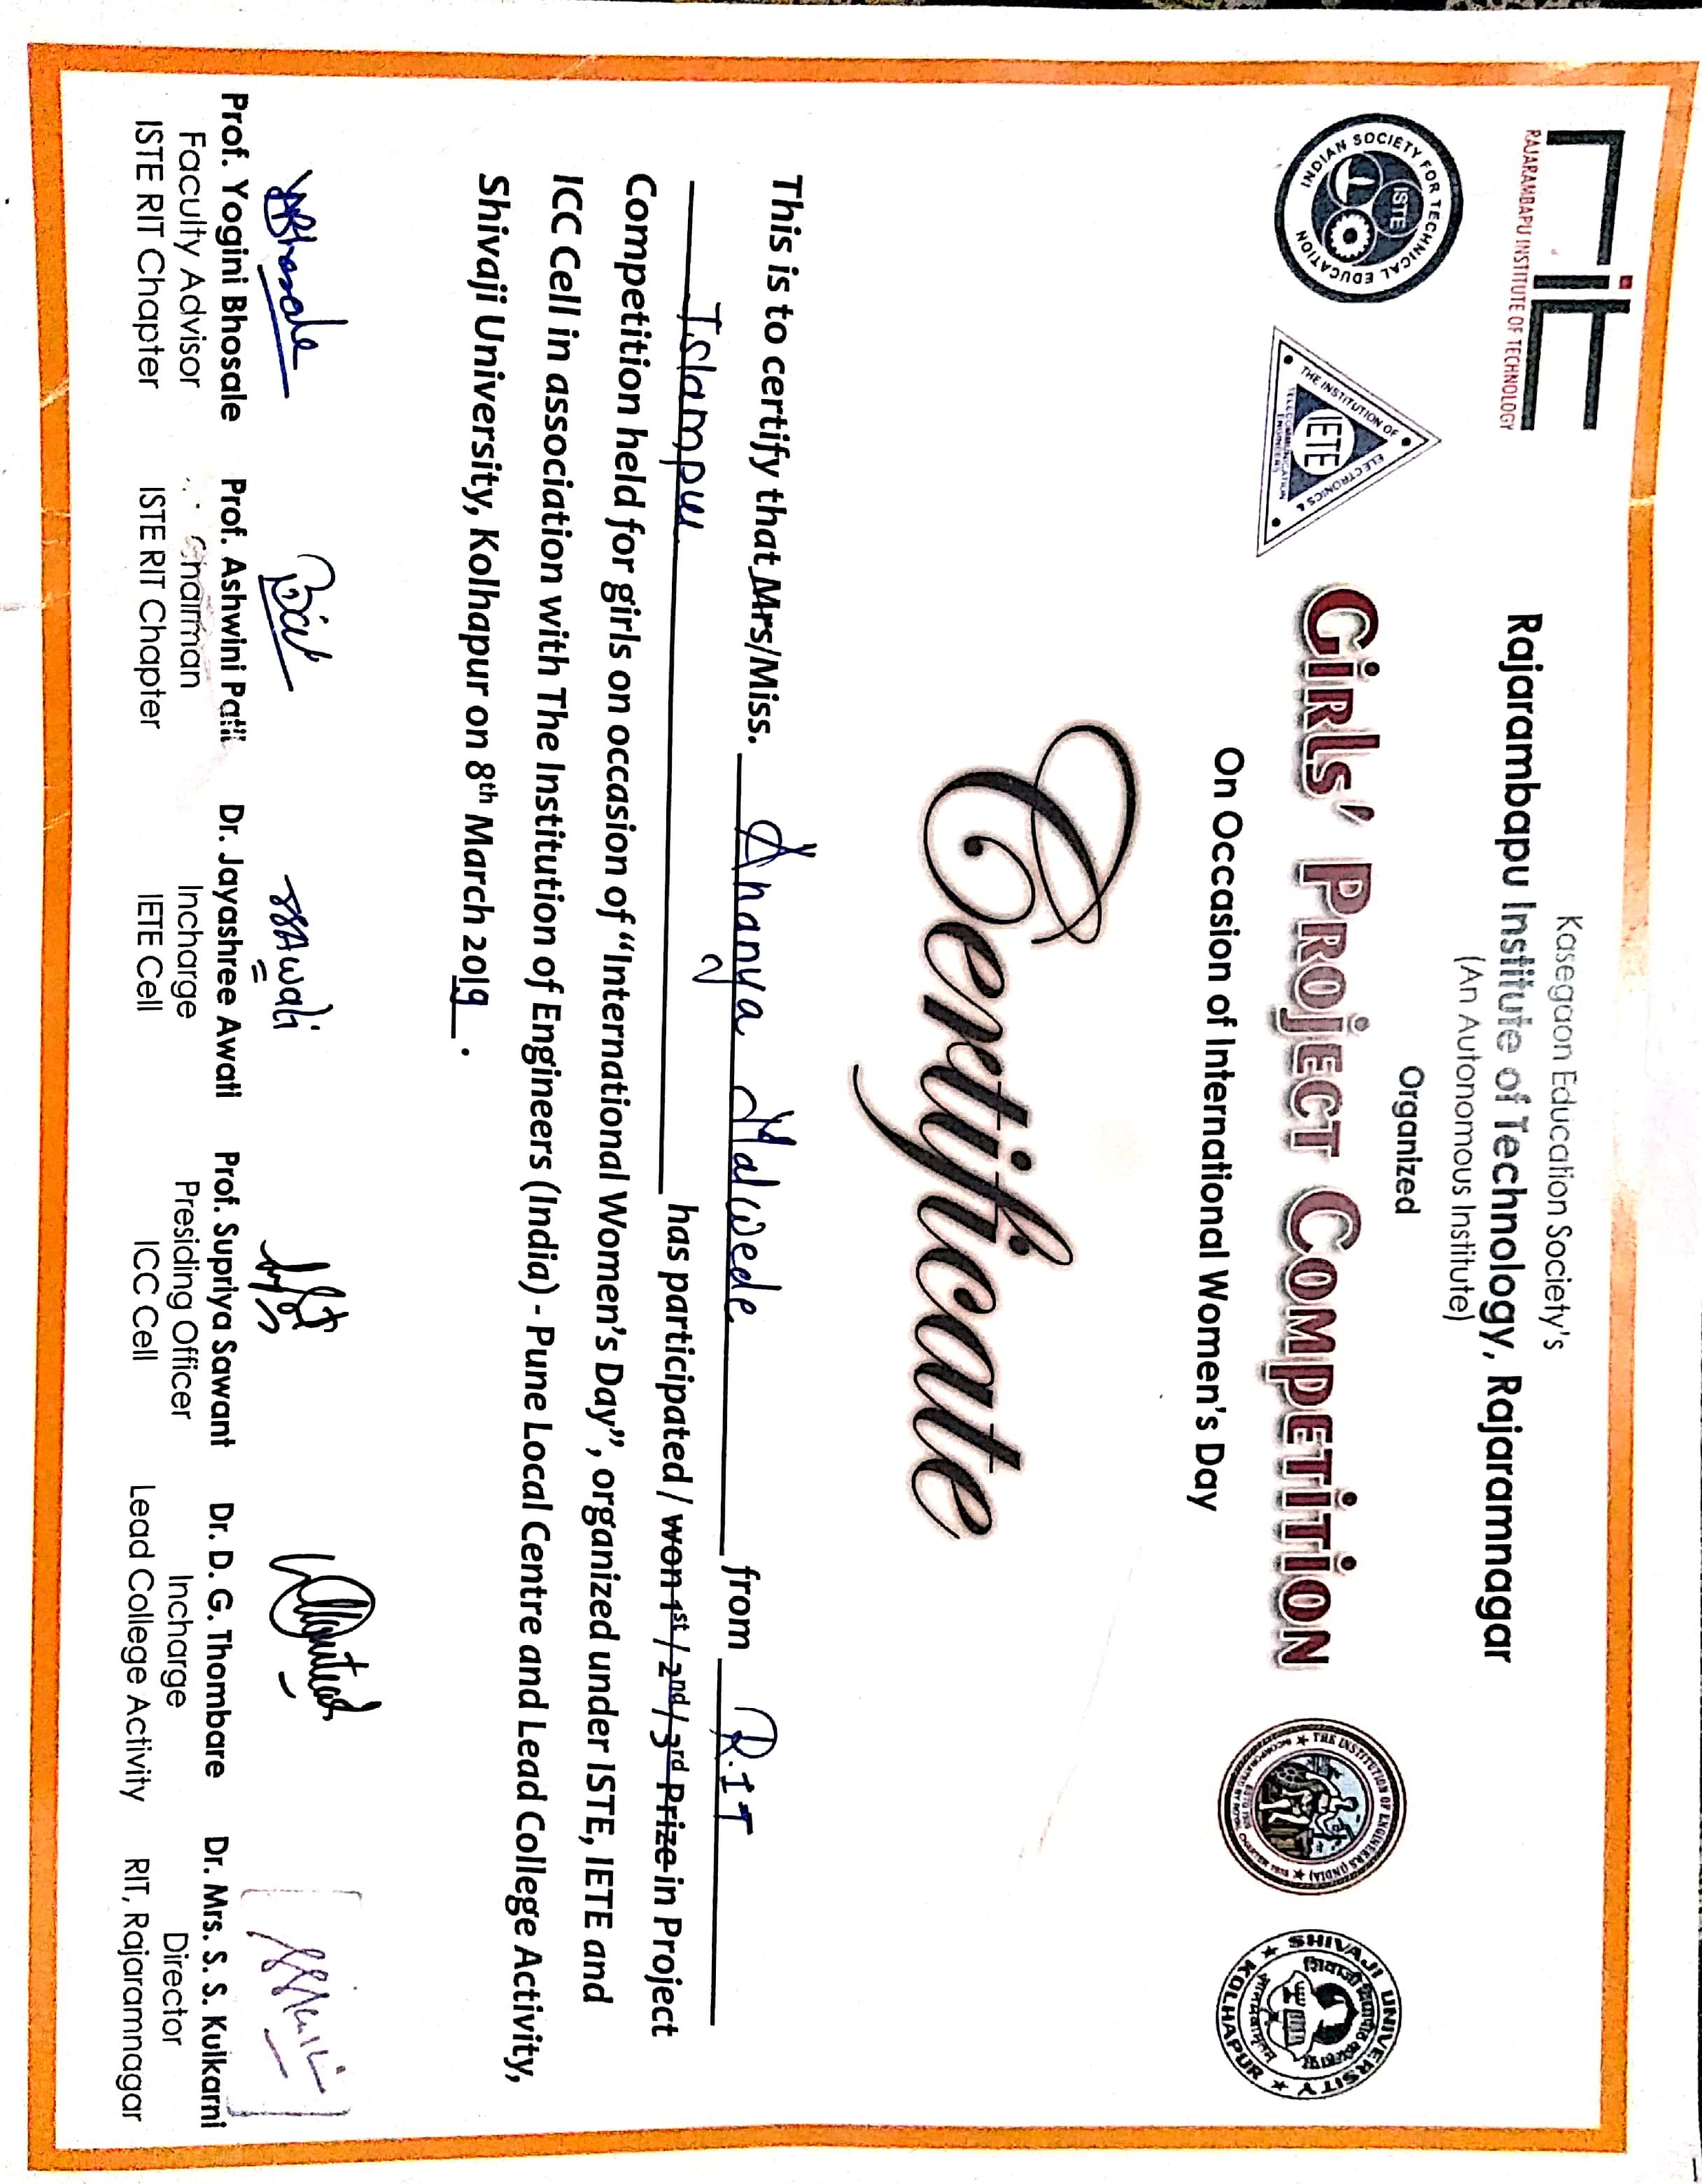 Kasegaon Education Society's
Rajarambapu Institute of Technology, Rajaramnagar
(An Autonomous Institute)
rit
RAJARAMBAPU INSTITUTE OF TECHNOLOGY
Organized
INDIAN SOCIETY FOR TECHNICAL EDUCATION
ISTE
THE INSTITUTION OF ELECTRONICS & TELECOMMUNICATION ENGINEERS
IETE
Girls' Project Competition
THE INSTITUTION OF ENGINEERS (INDIA)
SHIVAJI UNIVERSITY
KOLHAPUR
On Occasion of International Women's Day
Certificate
This is to certify that Mrs/Miss. Ananya Malwede from R.IT
Islampur has participated / won 1st / 2nd / 3rd Prize in Project
Competition held for girls on occasion of "International Women's Day", organized under ISTE, IETE and
ICC Cell in association with The Institution of Engineers (India) - Pune Local Centre and Lead College Activity,
Shivaji University, Kolhapur on 8th March 2019.
Prof. Yogini Bhosale Prof. Ashwini Patil Dr. Jayashree Awati Prof. Supriya Sawant Dr. D. G. Thombare Dr. Mrs. S. S. Kulkarni
Faculty Advisor Chairman Incharge Presiding Officer Incharge Director
ISTE RIT Chapter ISTE RIT Chapter IETE Cell ICC Cell Lead College Activity RIT, Rajaramnagar